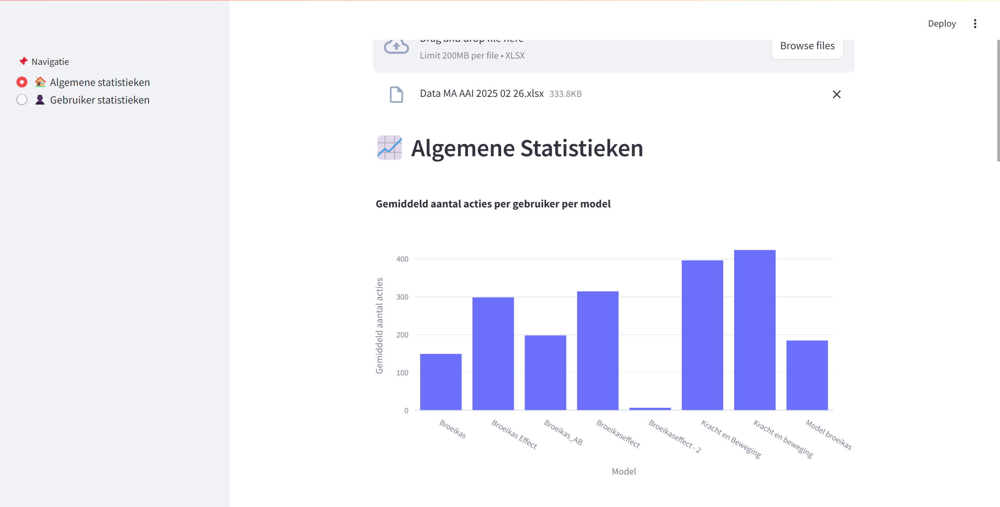 Deploy
Navigatie
Algemene statistieken
Gebruiker statistieken
Drag and drop file here
Limit 200MB per file • XLSX
Browse files
Data MA AAI 2025 02 26.xlsx 333.8KB
Algemene Statistieken
Gemiddeld aantal acties per gebruiker per model
Gemiddeld aantal acties
400
300
200
100
0
Broeikas
Broeikas Effect
Broeikas_AB
Broeikaseffect
Broeikaseffect - 2
Kracht en Beweging
Kracht en beweging
Model broeikas
Model